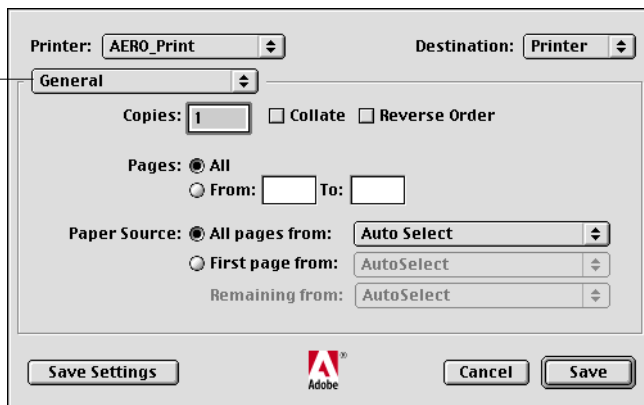 Printer: AERO_Print Destination: Printer
General
Copies: 1 Collate Reverse Order
Pages: All
From: To:
Paper Source: All pages from: Auto Select
First page from: AutoSelect
Remaining from: AutoSelect
Save Settings Adobe® Cancel Save